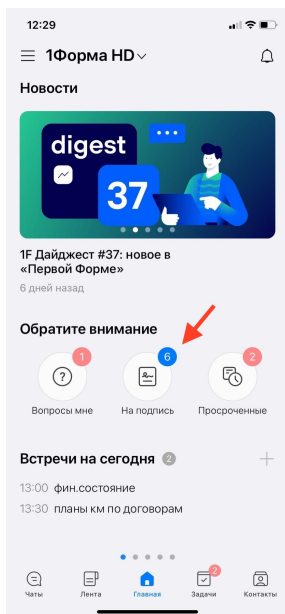 12:29
1Форма HD
Новости
digest
37
1F Дайджест #37: новое в
«Первой Форме»
6 дней назад
Обратите внимание
1
6
2
Вопросы мне
На подпись
Просроченные
Встречи на сегодня 2
13:00 фин.состояние
13:30 планы км по договорам
2
Чаты
Лента
Главная
Задачи
Контакты